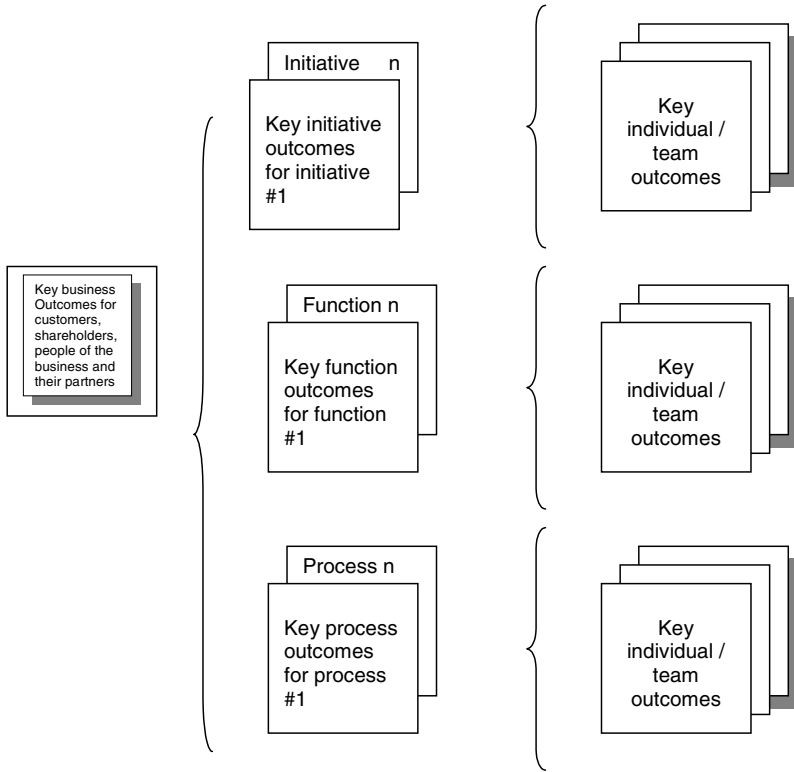 Key business
Outcomes for
customers,
shareholders,
people of the
business and
their partners
Initiative n
Key initiative
outcomes
for initiative
#1
Key
individual /
team
outcomes
Function n
Key function
outcomes
for function
#1
Key
individual /
team
outcomes
Process n
Key process
outcomes
for process
#1
Key
individual /
team
outcomes